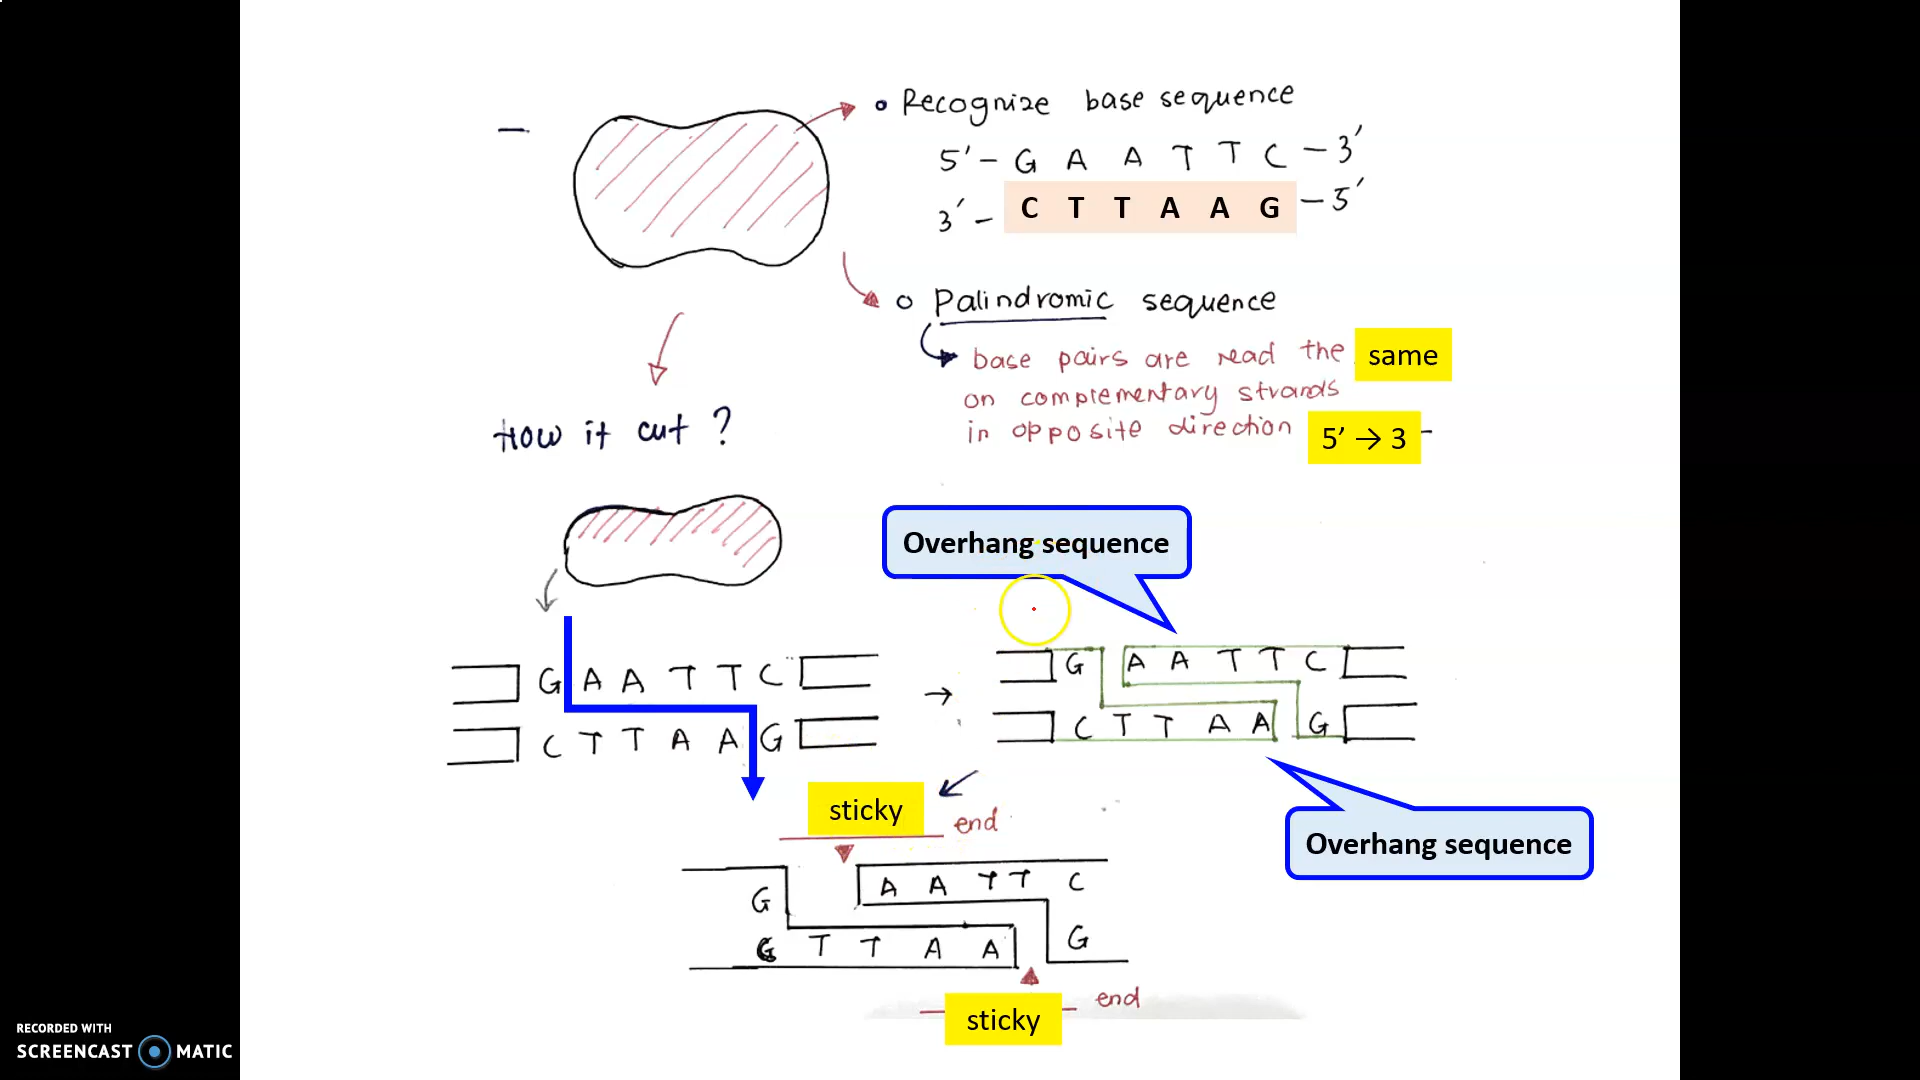 • Recognize base sequence
5′ – G A A T T C – 3′
3′ – C T T A A G – 5′
o Palindromic sequence
base pairs are read the same
on complementary strands
in opposite direction 5’ → 3
How it cut ?
Overhang sequence
G A A T T C
C T T A A G
→
G A A T T C
C T T A A G
Overhang sequence
sticky end
G A A T T C
G T T A A G
sticky end
RECORDED WITH
SCREENCAST MATIC